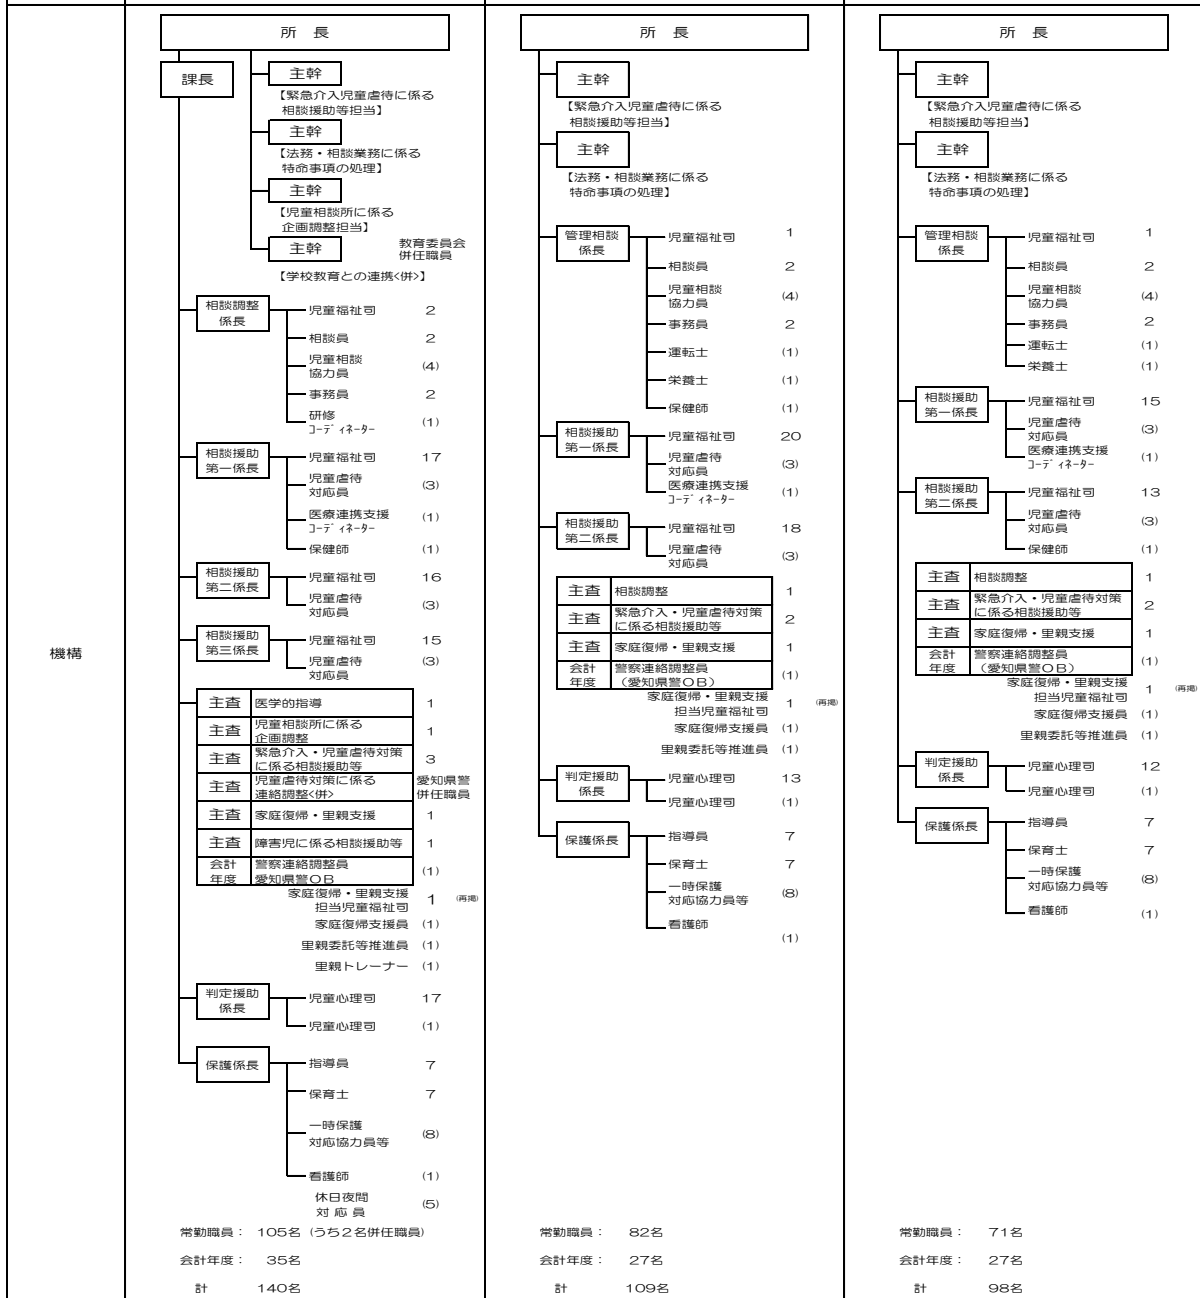 機構
所　長
課長
主幹
【緊急介入児童虐待に係る
相談援助等担当】
主幹
【法務・相談業務に係る
特命事項の処理】
主幹
【児童相談所に係る
企画調整担当】
主幹
教育委員会
併任職員
【学校教育との連携<併>】
相談調整
係長
児童福祉司 2
相談員 2
児童相談
協力員 (4)
事務員 2
研修
コーディネーター (1)
相談援助
第一係長
児童福祉司 17
児童虐待
対応員 (3)
医療連携支援
コーディネーター (1)
保健師 (1)
相談援助
第二係長
児童福祉司 16
児童虐待
対応員 (3)
相談援助
第三係長
児童福祉司 15
児童虐待
対応員 (3)
主査 医学的指導 1
主査 児童相談所に係る
企画調整 1
主査 緊急介入・児童虐待対策
に係る相談援助等 3
主査 児童虐待対策に係る
連絡調整<併>
愛知県警
併任職員
主査 家庭復帰・里親支援 1
主査 障害児に係る相談援助等 1
会計
年度
警察連絡調整員
愛知県警OB (1)
家庭復帰・里親支援
担当児童福祉司 1 (再掲)
家庭復帰支援員 (1)
里親委託等推進員 (1)
里親トレーナー (1)
判定援助
係長
児童心理司 17
児童心理司 (1)
保護係長
指導員 7
保育士 7
一時保護
対応協力員等 (8)
看護師 (1)
休日夜間
対 応 員 (5)
常勤職員： 105名 (うち2名併任職員)
会計年度： 35名
計 140名
所　長
主幹
【緊急介入児童虐待に係る
相談援助等担当】
主幹
【法務・相談業務に係る
特命事項の処理】
管理相談
係長
児童福祉司 1
相談員 2
児童相談
協力員 (4)
事務員 2
運転士 (1)
栄養士 (1)
保健師 (1)
相談援助
第一係長
児童福祉司 20
児童虐待
対応員 (3)
医療連携支援
コーディネーター (1)
相談援助
第二係長
児童福祉司 18
児童虐待
対応員 (3)
主査 相談調整 1
主査 緊急介入・児童虐待対策
に係る相談援助等 2
主査 家庭復帰・里親支援 1
会計
年度
警察連絡調整員
（愛知県警OB） (1)
家庭復帰・里親支援
担当児童福祉司 1 (再掲)
家庭復帰支援員 (1)
里親委託等推進員 (1)
判定援助
係長
児童心理司 13
児童心理司 (1)
保護係長
指導員 7
保育士 7
一時保護
対応協力員等 (8)
看護師
(1)
常勤職員： 82名
会計年度： 27名
計 109名
所　長
主幹
【緊急介入児童虐待に係る
相談援助等担当】
主幹
【法務・相談業務に係る
特命事項の処理】
管理相談
係長
児童福祉司 1
相談員 2
児童相談
協力員 (4)
事務員 2
運転士 (1)
栄養士 (1)
相談援助
第一係長
児童福祉司 15
児童虐待
対応員 (3)
医療連携支援
コーディネーター (1)
相談援助
第二係長
児童福祉司 13
児童虐待
対応員 (3)
保健師 (1)
主査 相談調整 1
主査 緊急介入・児童虐待対策
に係る相談援助等 2
主査 家庭復帰・里親支援 1
会計
年度
警察連絡調整員
（愛知県警OB） (1)
家庭復帰・里親支援
担当児童福祉司 1 (再掲)
家庭復帰支援員 (1)
里親委託等推進員 (1)
判定援助
係長
児童心理司 12
児童心理司 (1)
保護係長
指導員 7
保育士 7
一時保護
対応協力員等 (8)
看護師 (1)
常勤職員： 71名
会計年度： 27名
計 98名